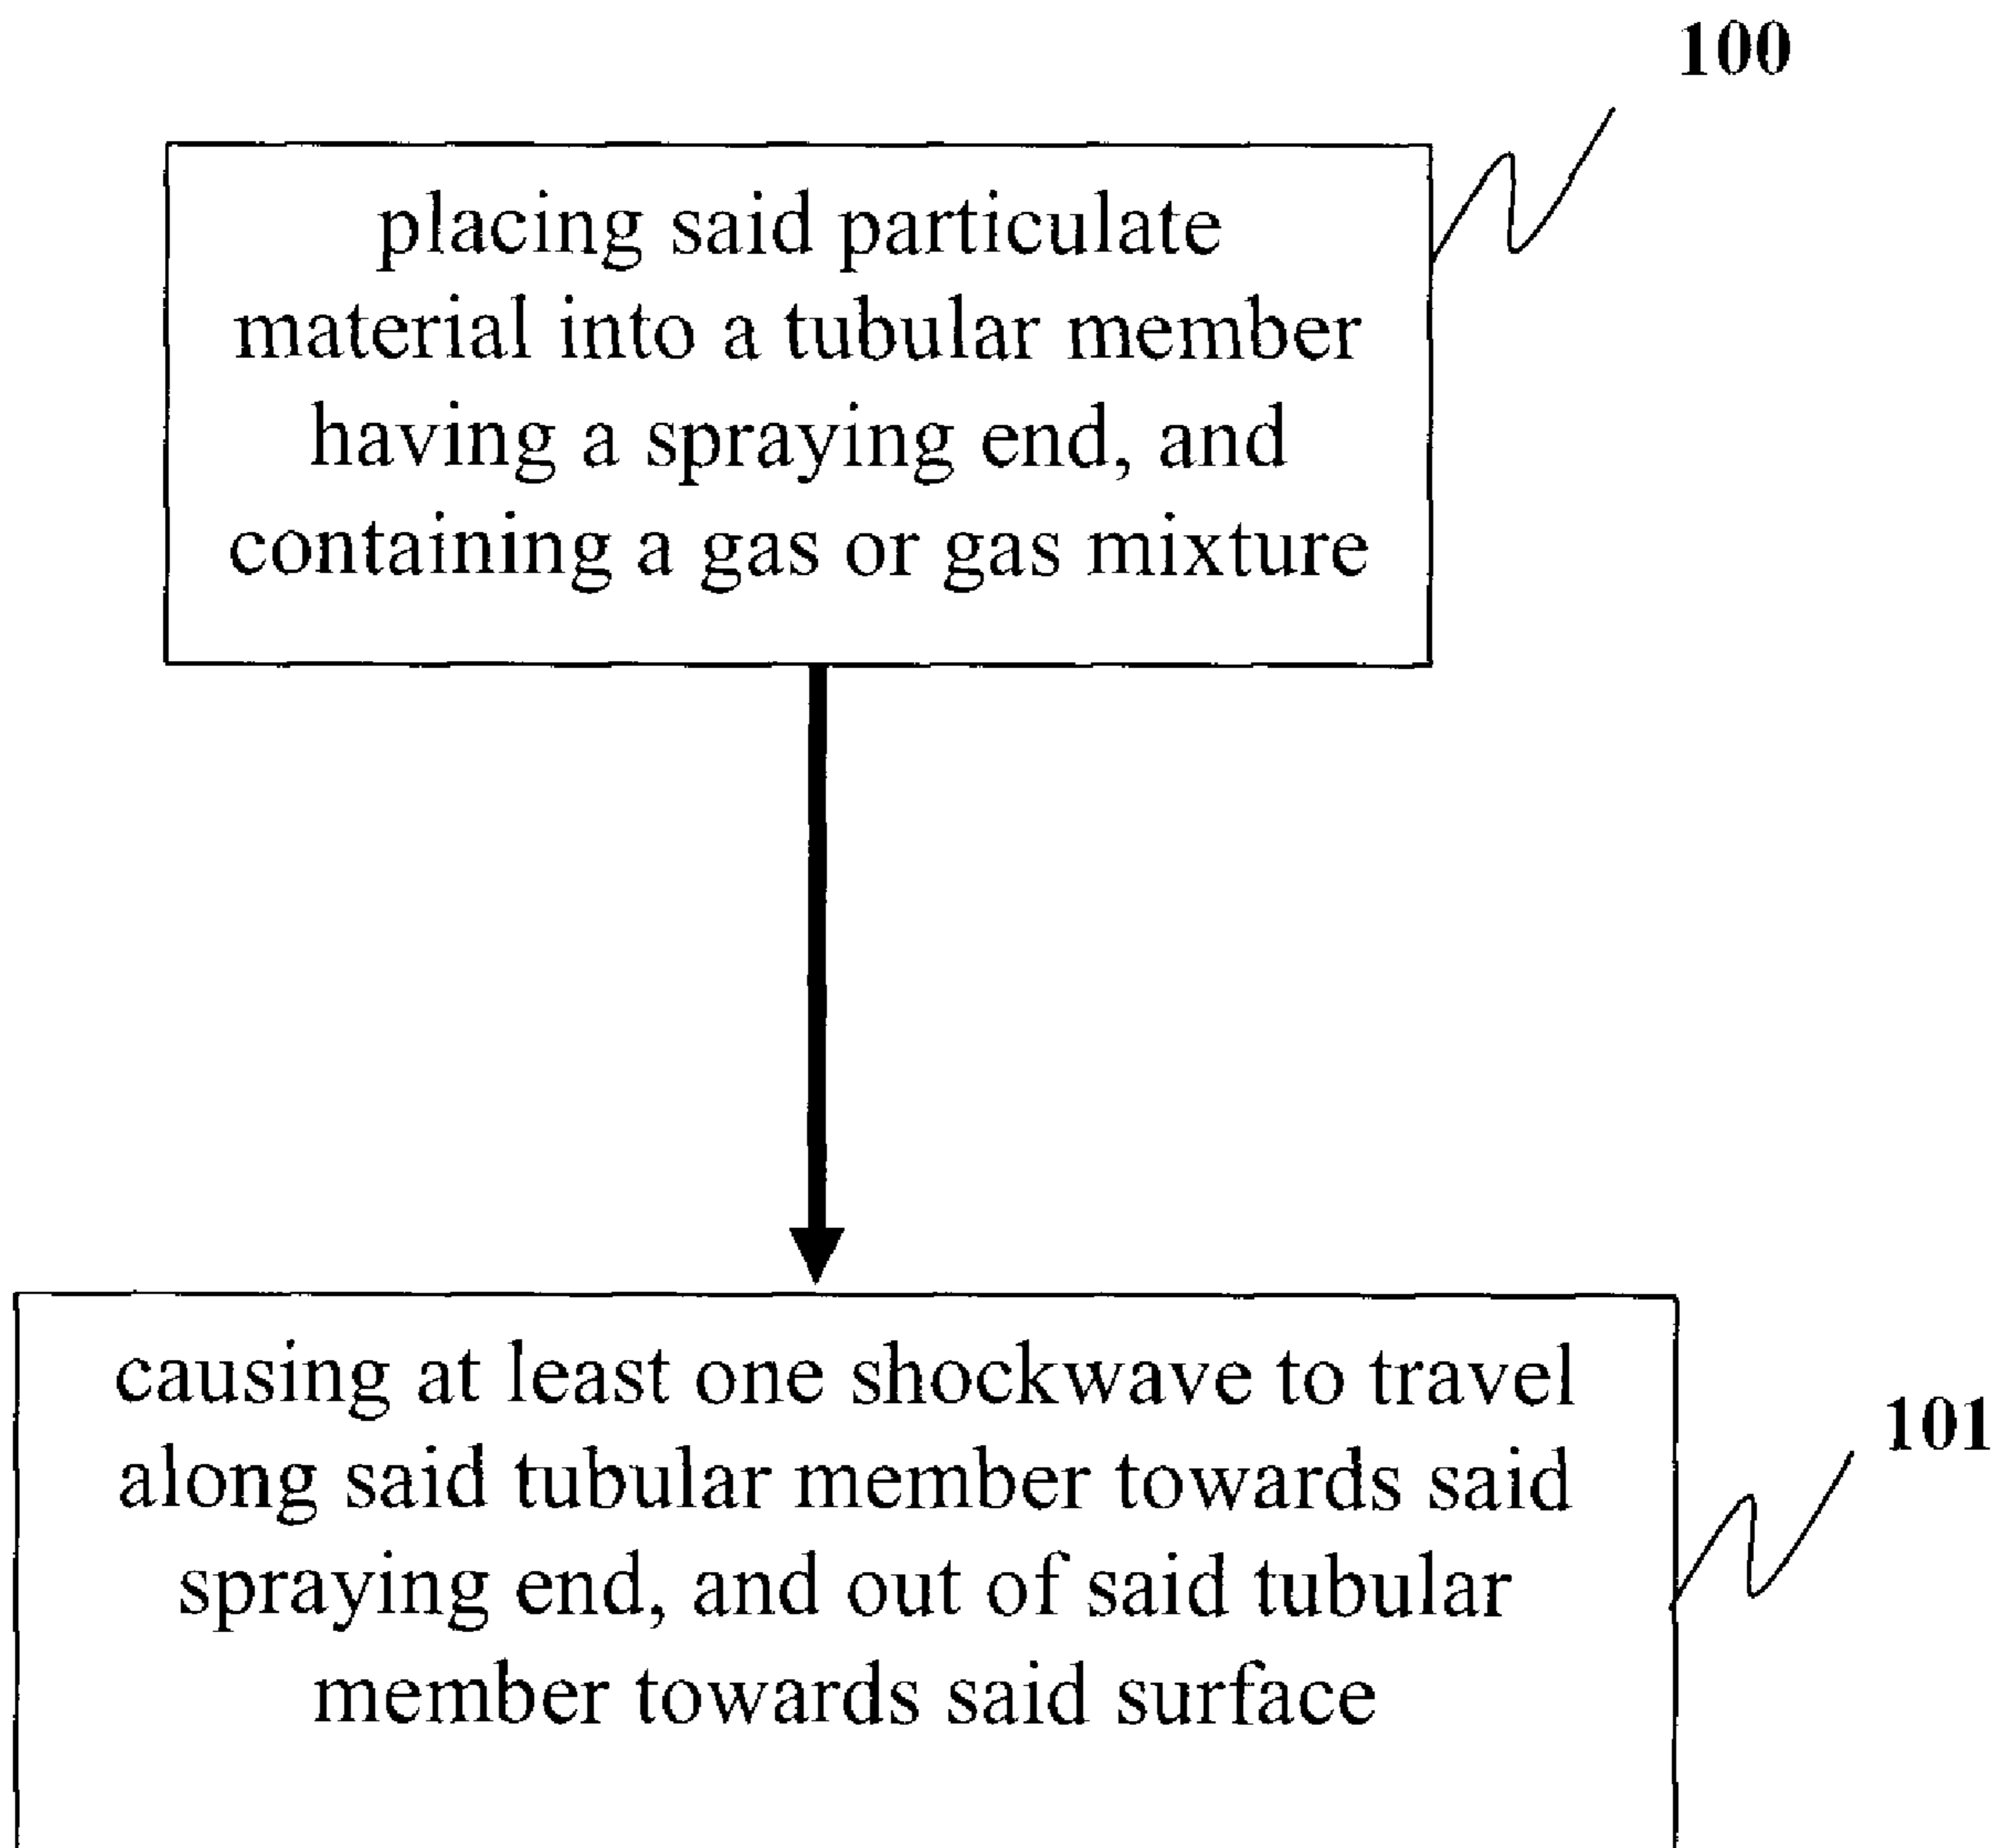 100
placing said particulate
material into a tubular member
having a spraying end, and
containing a gas or gas mixture
causing at least one shockwave to travel
along said tubular member towards said
spraying end, and out of said tubular
member towards said surface
101